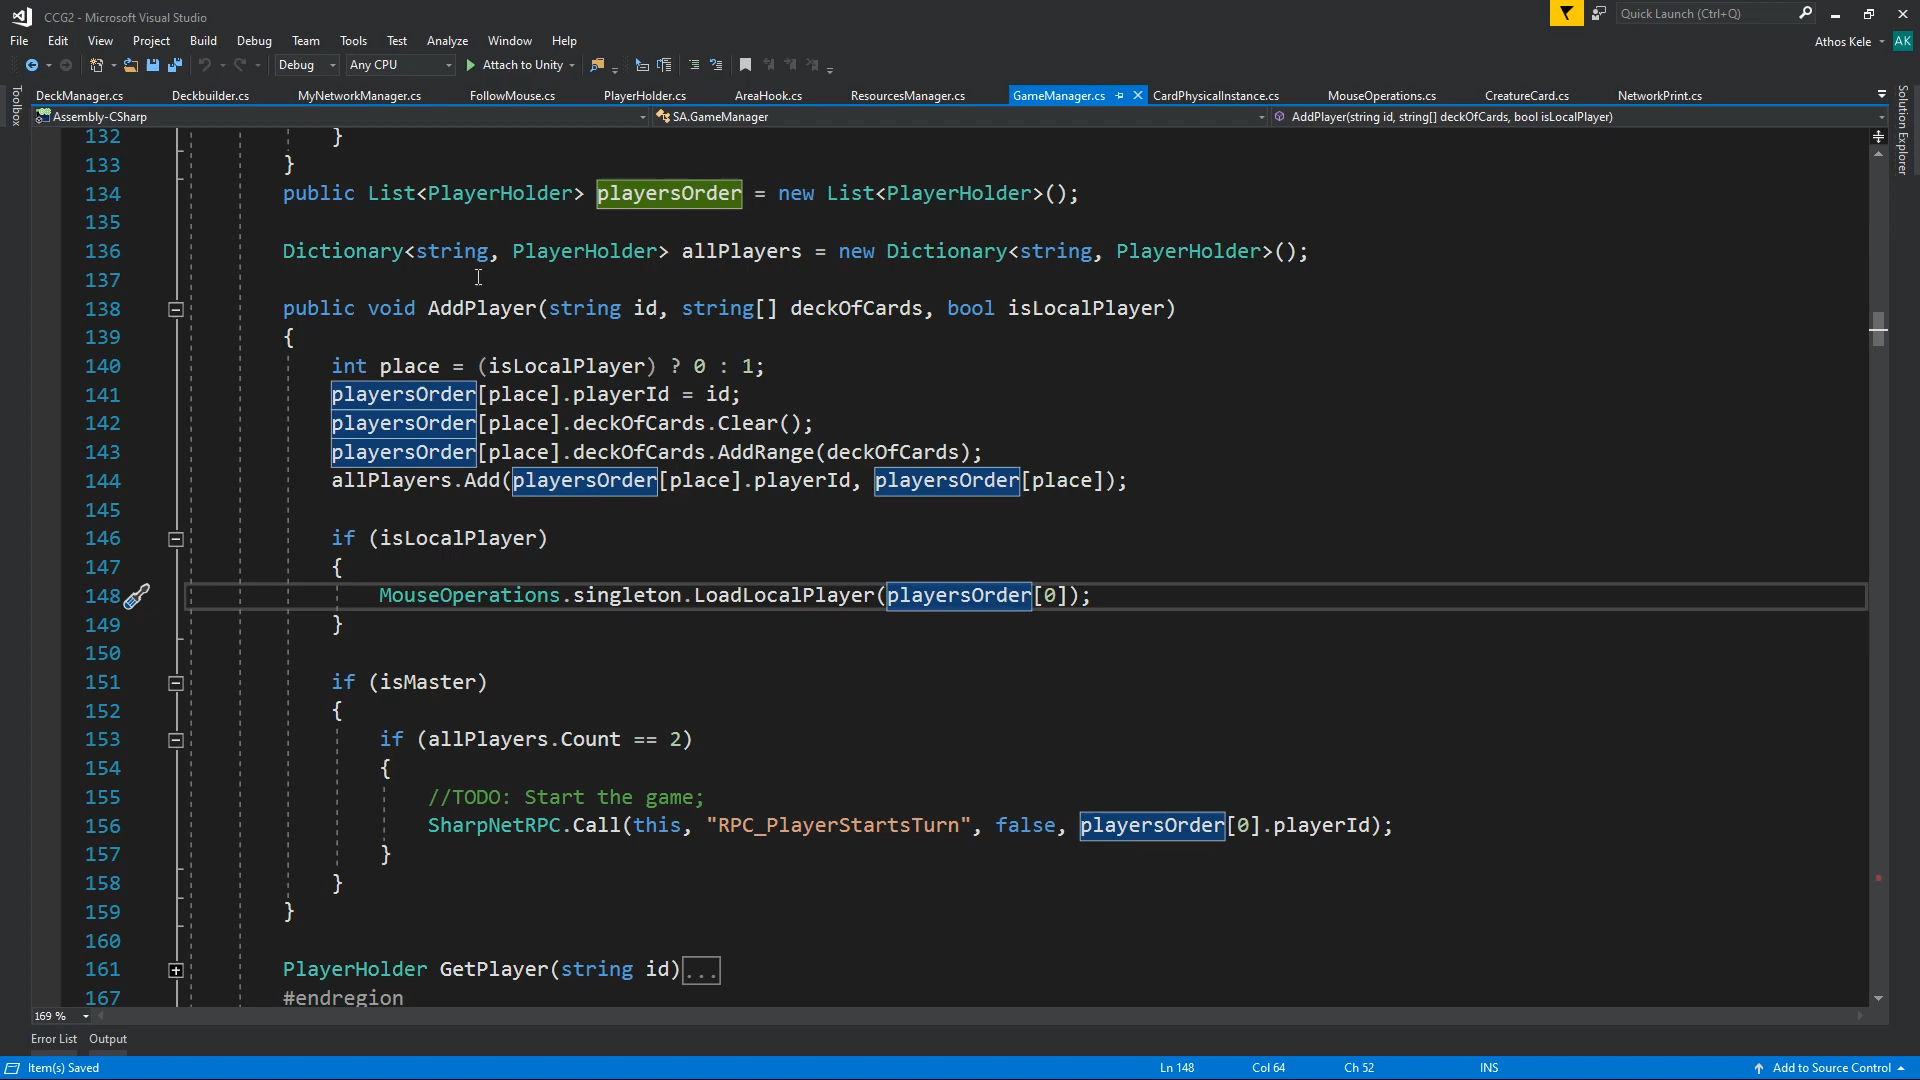 CCG2 - Microsoft Visual Studio
Quick Launch (Ctrl+Q)
File Edit View Project Build Debug Team Tools Test Analyze Window Help
Athos Kele AK
Debug Any CPU Attach to Unity
Toolbox
DeckManager.cs Deckbuilder.cs MyNetworkManager.cs FollowMouse.cs PlayerHolder.cs AreaHook.cs ResourcesManager.cs GameManager.cs CardPhysicalInstance.cs MouseOperations.cs CreatureCard.cs NetworkPrint.cs
Solution Explorer
Assembly-CSharp SA.GameManager AddPlayer(string id, string[] deckOfCards, bool isLocalPlayer)
132 }
133 }
134 public List<PlayerHolder> playersOrder = new List<PlayerHolder>();
135
136 Dictionary<string, PlayerHolder> allPlayers = new Dictionary<string, PlayerHolder>();
137
138 public void AddPlayer(string id, string[] deckOfCards, bool isLocalPlayer)
139 {
140 int place = (isLocalPlayer) ? 0 : 1;
141 playersOrder[place].playerId = id;
142 playersOrder[place].deckOfCards.Clear();
143 playersOrder[place].deckOfCards.AddRange(deckOfCards);
144 allPlayers.Add(playersOrder[place].playerId, playersOrder[place]);
145
146 if (isLocalPlayer)
147 {
148 MouseOperations.singleton.LoadLocalPlayer(playersOrder[0]);
149 }
150
151 if (isMaster)
152 {
153 if (allPlayers.Count == 2)
154 {
155 //TODO: Start the game;
156 SharpNetRPC.Call(this, "RPC_PlayerStartsTurn", false, playersOrder[0].playerId);
157 }
158 }
159 }
160
161 PlayerHolder GetPlayer(string id)...
167 #endregion
169 %
Error List Output
Item(s) Saved Ln 148 Col 64 Ch 52 INS Add to Source Control